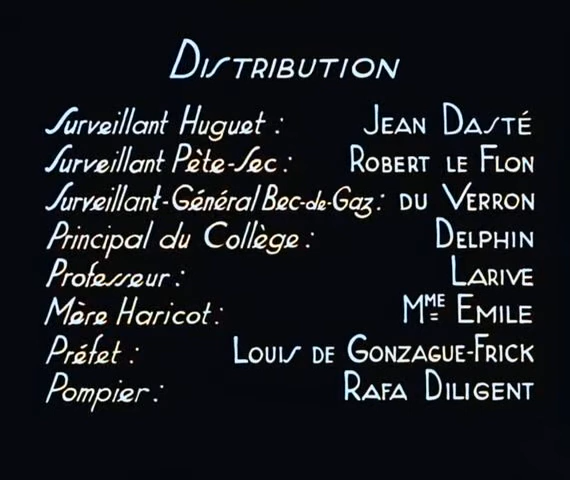 Distribution
Surveillant Huguet : Jean Dasté
Surveillant Pète-Sec : Robert le Flon
Surveillant-Général Bec-de-Gaz : du Verron
Principal du Collège : Delphin
Professeur : Larive
Mère Haricot : Mme Emile
Préfet : Louis de Gonzague-Frick
Pompier : Rafa Diligent